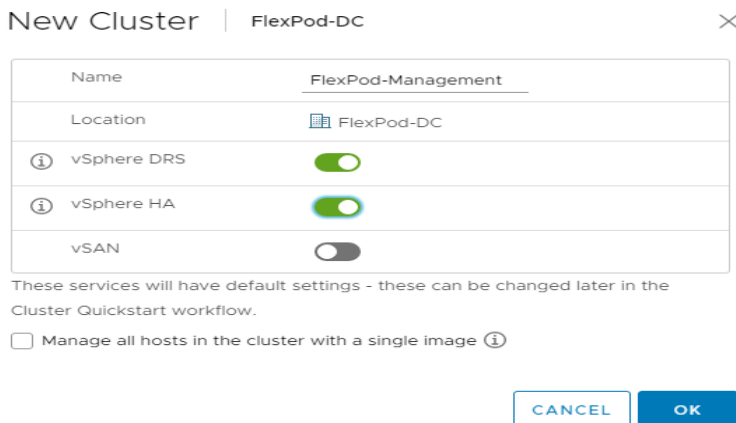 New Cluster | FlexPod-DC
Name FlexPod-Management
Location FlexPod-DC
vSphere DRS
vSphere HA
vSAN
These services will have default settings - these can be changed later in the
Cluster Quickstart workflow.
Manage all hosts in the cluster with a single image
CANCEL OK